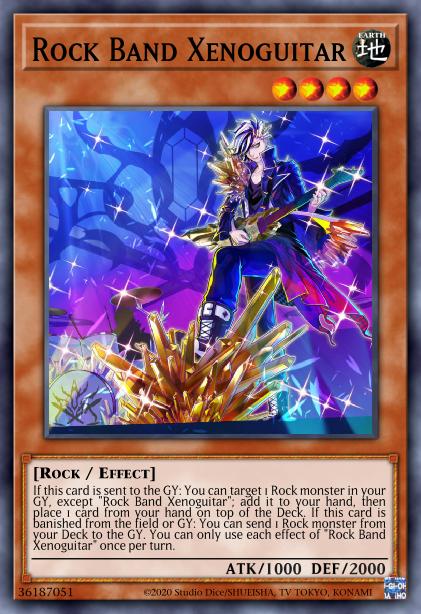 ROCK BAND XENOGUITAR
EARTH
地
[ROCK / EFFECT]
If this card is sent to the GY: You can target 1 Rock monster in your
GY, except "Rock Band Xenoguitar"; add it to your hand, then
place 1 card from your hand on top of the Deck. If this card is
banished from the field or GY: You can send 1 Rock monster from
your Deck to the GY. You can only use each effect of "Rock Band
Xenoguitar" once per turn.
ATK/1000 DEF/2000
36187051
©2020 Studio Dice/SHUEISHA, TV TOKYO, KONAMI